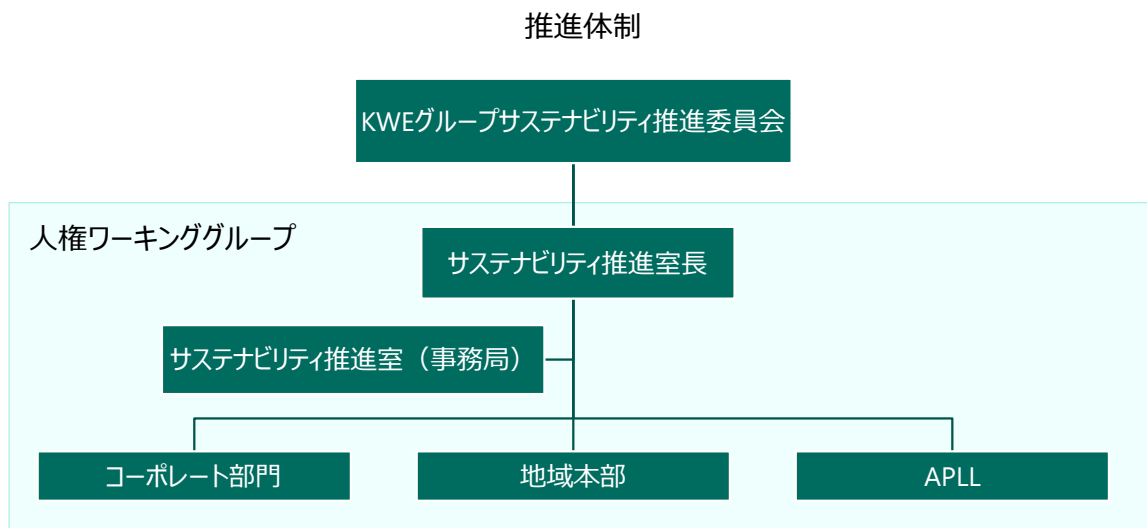 推進体制
KWEグループサステナビリティ推進委員会
人権ワーキンググループ
サステナビリティ推進室長
サステナビリティ推進室（事務局）
コーポレート部門
地域本部
APLL